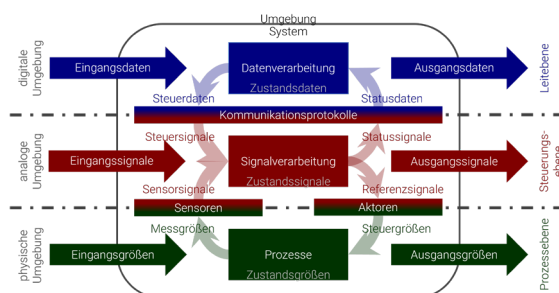 Umgebung
System
digitale
Umgebung
Eingangsdaten
Datenverarbeitung
Zustandsdaten
Ausgangsdaten
Leitebene
Steuerdaten
Statusdaten
Kommunikationsprotokolle
Steuersignale
Statussignale
analoge
Umgebung
Eingangssignale
Signalverarbeitung
Zustandssignale
Ausgangssignale
Steuerungs-
ebene
Sensorsignale
Referenzsignale
Sensoren
Aktoren
Messgrößen
Steuergrößen
physische
Umgebung
Eingangsgrößen
Prozesse
Zustandsgrößen
Ausgangsgrößen
Prozessebene